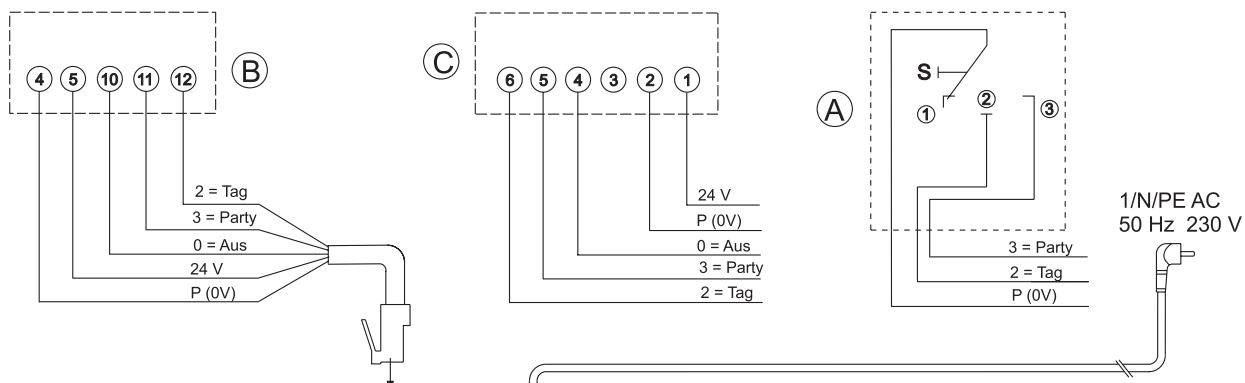 4 5 10 11 12
B
2 = Tag
3 = Party
0 = Aus
24 V
P (0V)
C
6 5 4 3 2 1
24 V
P (0V)
0 = Aus
3 = Party
2 = Tag
A
S
1
2
3
3 = Party
2 = Tag
P (0V)
1/N/PE AC
50 Hz 230 V